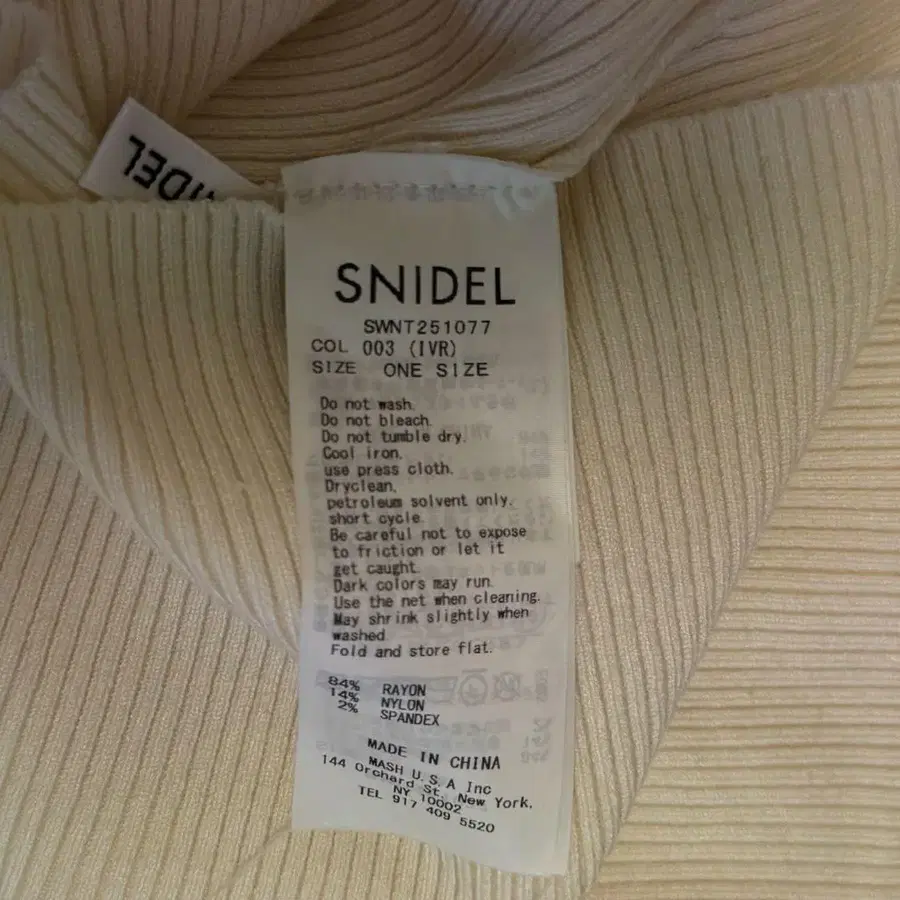 NIDEL
SNIDEL
SWNT251077
COL 003 (IVR)
SIZE ONE SIZE
Do not wash.
Do not bleach.
Do not tumble dry.
Cool iron.
use press cloth.
Dryclean.
petroleum solvent only.
short cycle.
Be careful not to expose
to friction or let it
get caught.
Dark colors may run.
Use the net when cleaning.
May shrink slightly when
washed.
Fold and store flat.
84% RAYON
14% NYLON
2% SPANDEX
MADE IN CHINA
MASH U.S.A Inc
144 Orchard St. New York,
NY 10002
TEL 917 409 5520